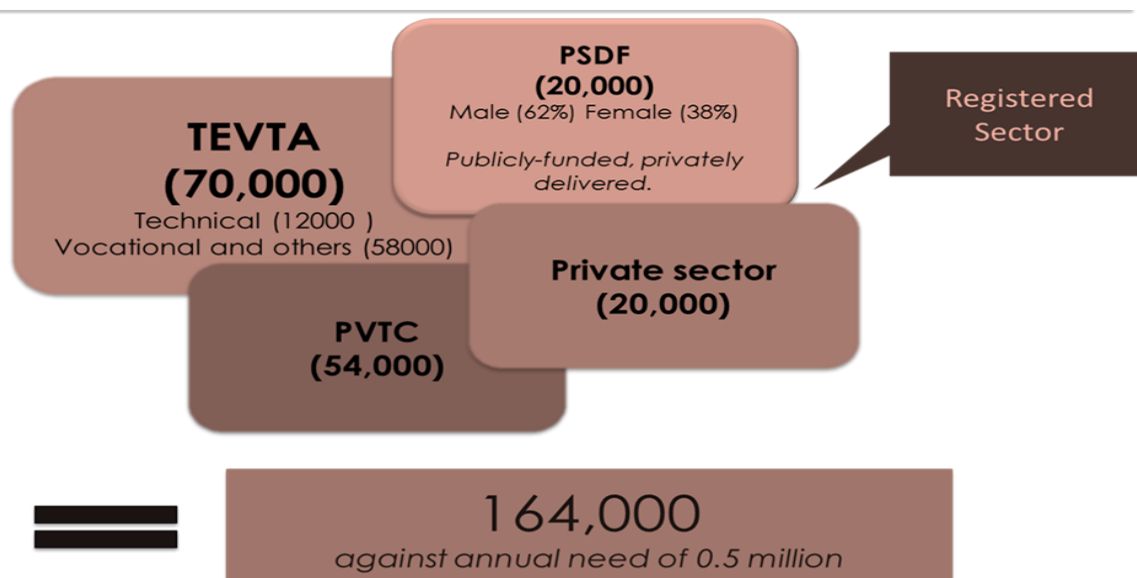 PSDF
(20,000)
Male (62%) Female (38%)
Publicly-funded, privately
delivered.
Registered
Sector
TEVTA
(70,000)
Technical (12000 )
Vocational and others (58000)
Private sector
(20,000)
PVTC
(54,000)
164,000
against annual need of 0.5 million